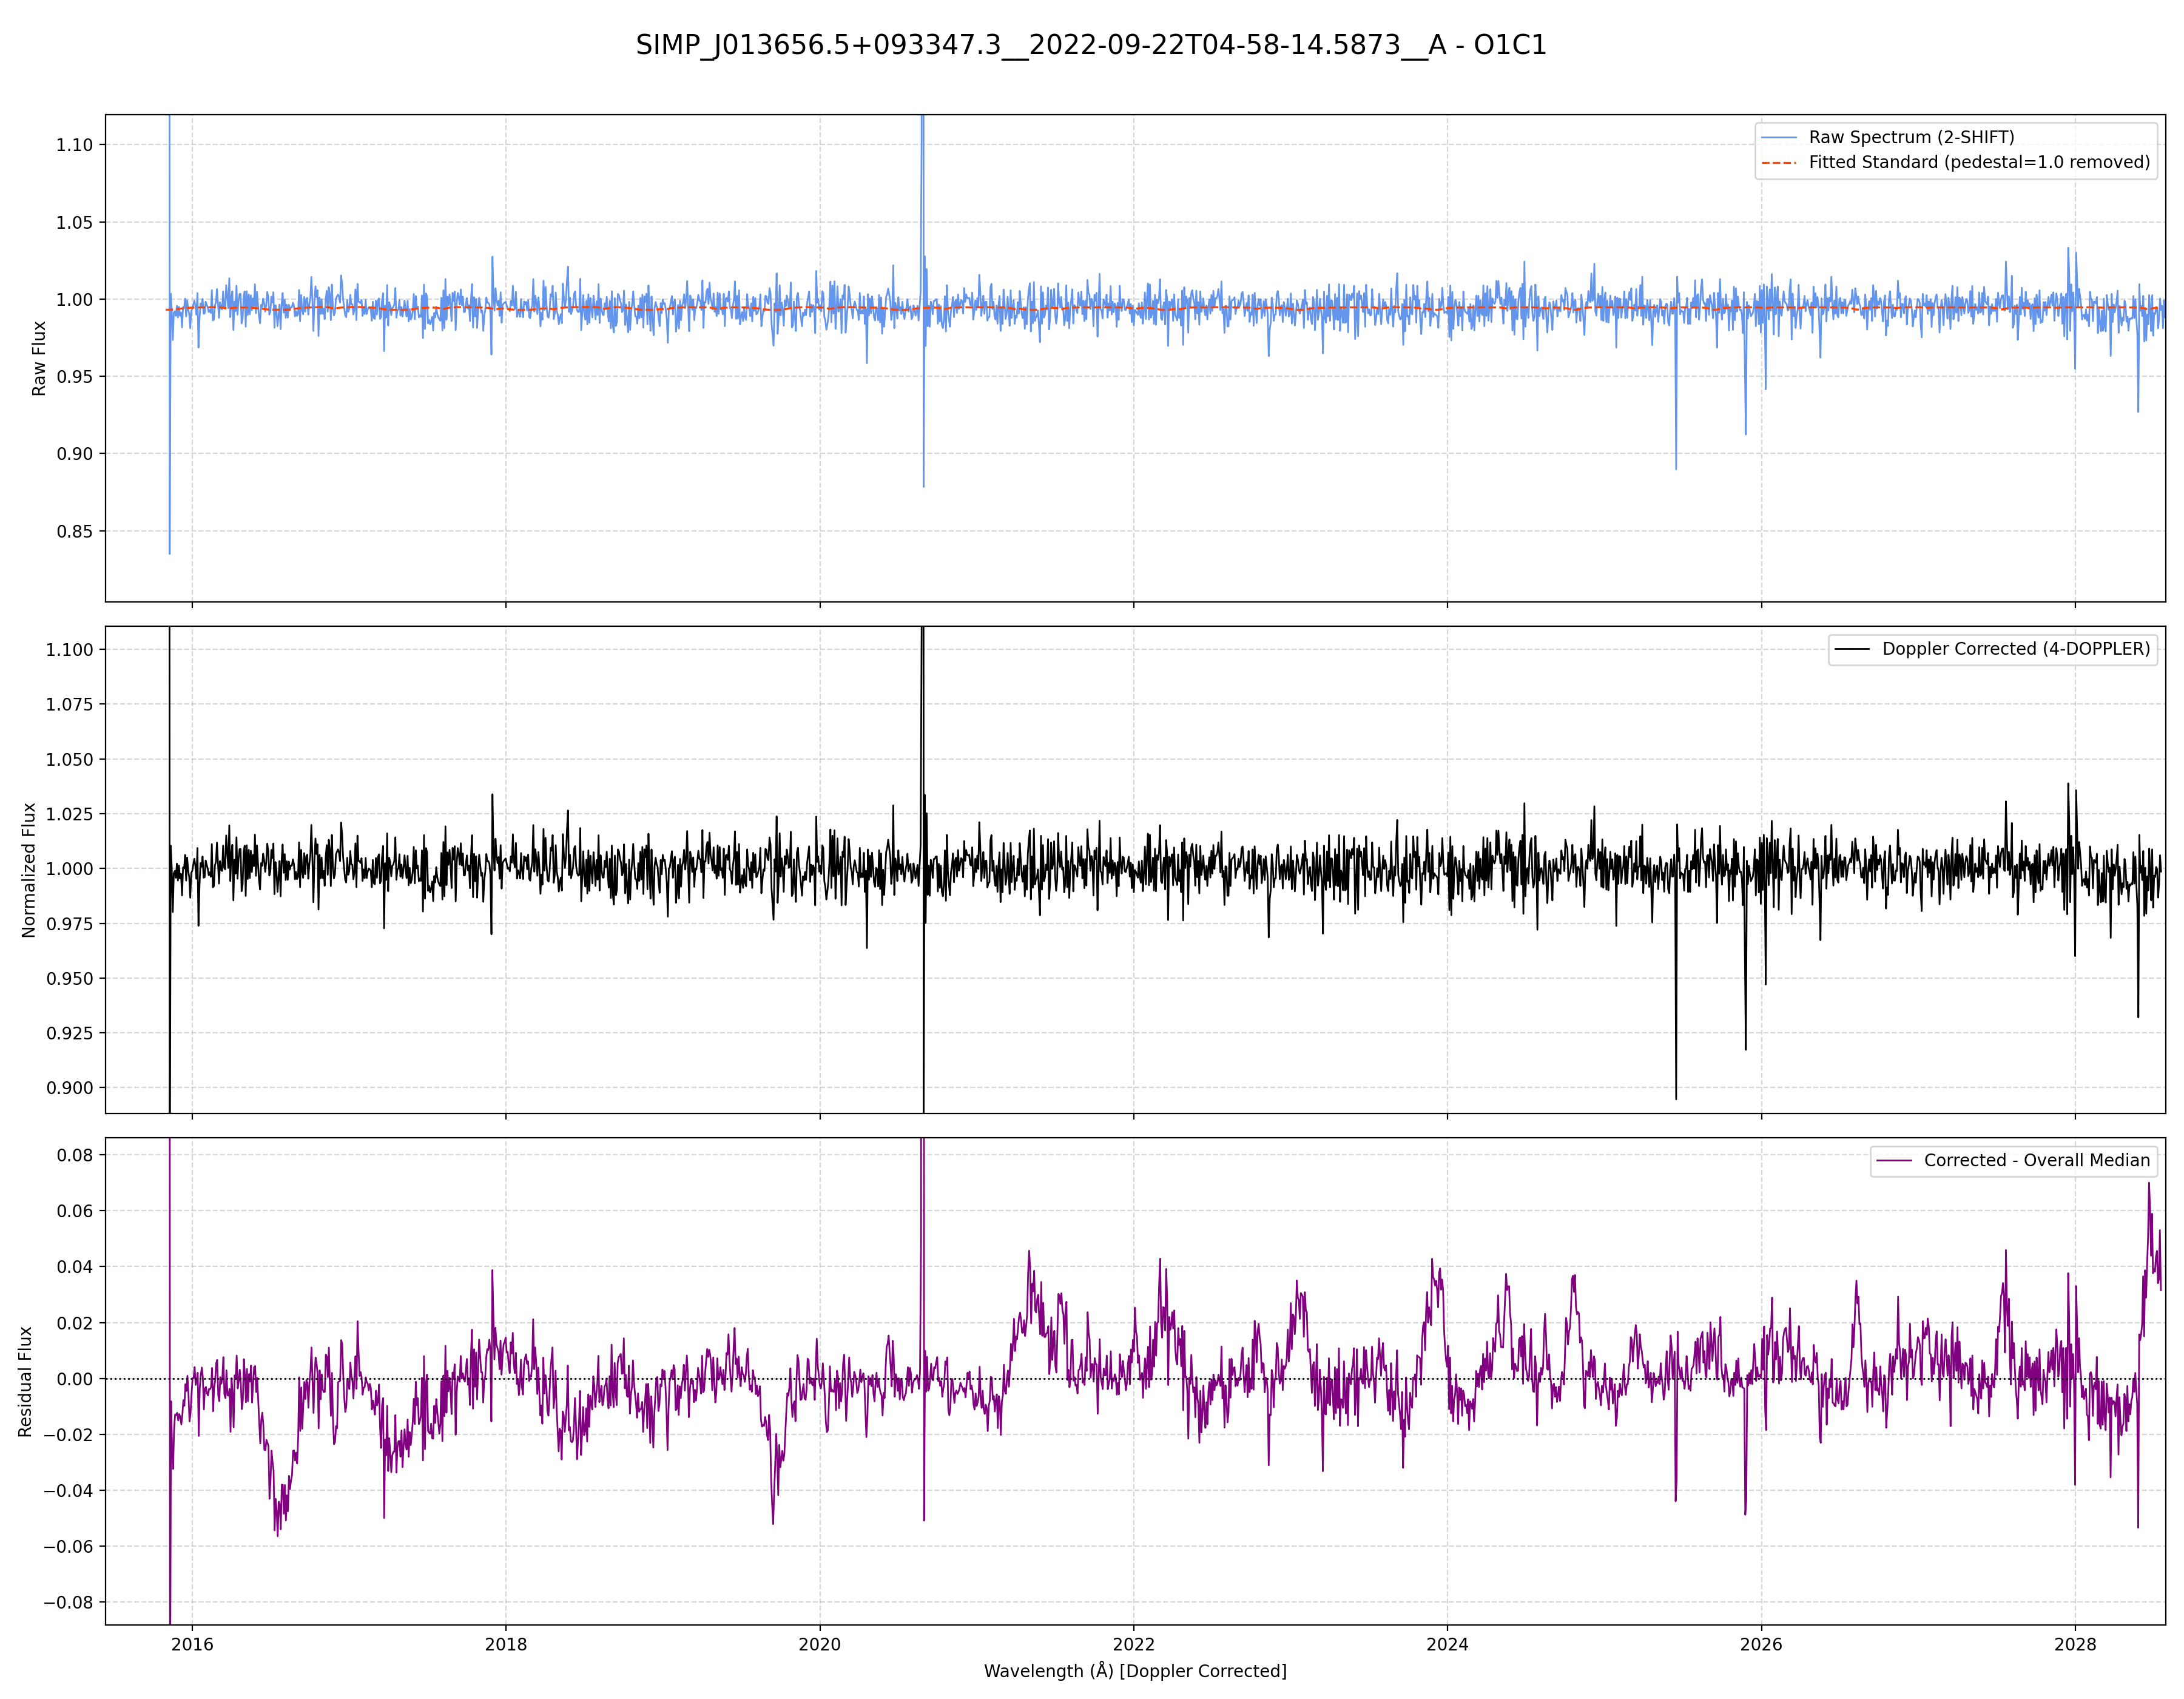 SIMP_J013656.5+093347.3__2022-09-22T04-58-14.5873__A - O1C1
Raw Spectrum (2-SHIFT)
Fitted Standard (pedestal=1.0 removed)
1.10
1.05
1.00
0.95
0.90
0.85
Raw Flux
Doppler Corrected (4-DOPPLER)
1.100
1.075
1.050
1.025
1.000
0.975
0.950
0.925
0.900
Normalized Flux
Corrected - Overall Median
0.08
0.06
0.04
0.02
0.00
−0.02
−0.04
−0.06
−0.08
Residual Flux
2016 2018 2020 2022 2024 2026 2028
Wavelength (Å) [Doppler Corrected]